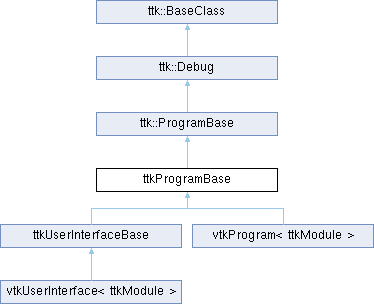 ttk::BaseClass
ttk::Debug
ttk::ProgramBase
ttkProgramBase
ttkUserInterfaceBase
vtkProgram< ttkModule >
vtkUserInterface< ttkModule >